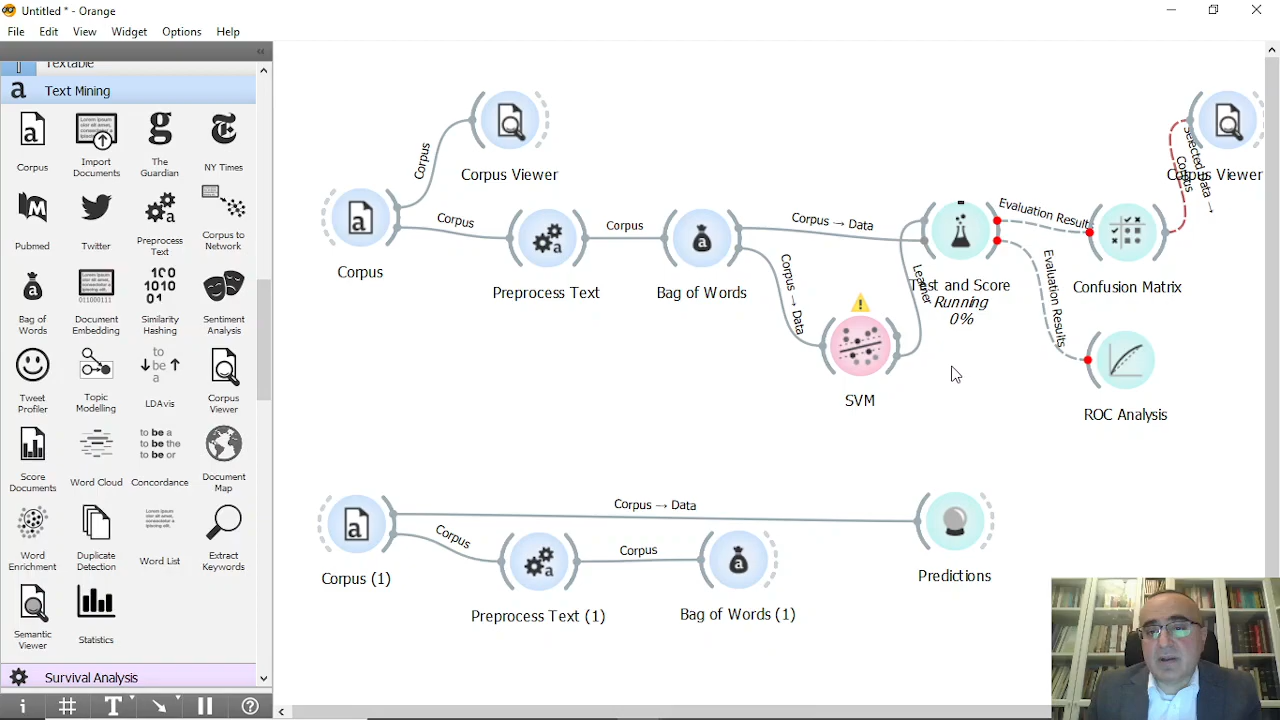 Untitled * - Orange
File Edit View Widget Options Help
Textable
Text Mining
Corpus
Import Documents
The Guardian
NY Times
Pubmed
Twitter
Preprocess Text
Corpus to Network
Bag of Words
Document Embedding
Similarity Hashing
Sentiment Analysis
Tweet Profiler
Topic Modelling
LDAvis
Corpus Viewer
Score Documents
Word Cloud
Concordance
Document Map
Word Enrichment
Duplicate Detection
Word List
Extract Keywords
Semantic Viewer
Statistics
Survival Analysis
Corpus
Corpus Viewer
Corpus
Corpus
Preprocess Text
Corpus
Bag of Words
Corpus → Data
Corpus → Data
SVM
Learner
Test and Score
Running
0%
Evaluation Results
Evaluation Results
Confusion Matrix
ROC Analysis
Selected Data →
Corpus
Corpus Viewer
Corpus (1)
Corpus → Data
Corpus
Preprocess Text (1)
Corpus
Bag of Words (1)
Predictions